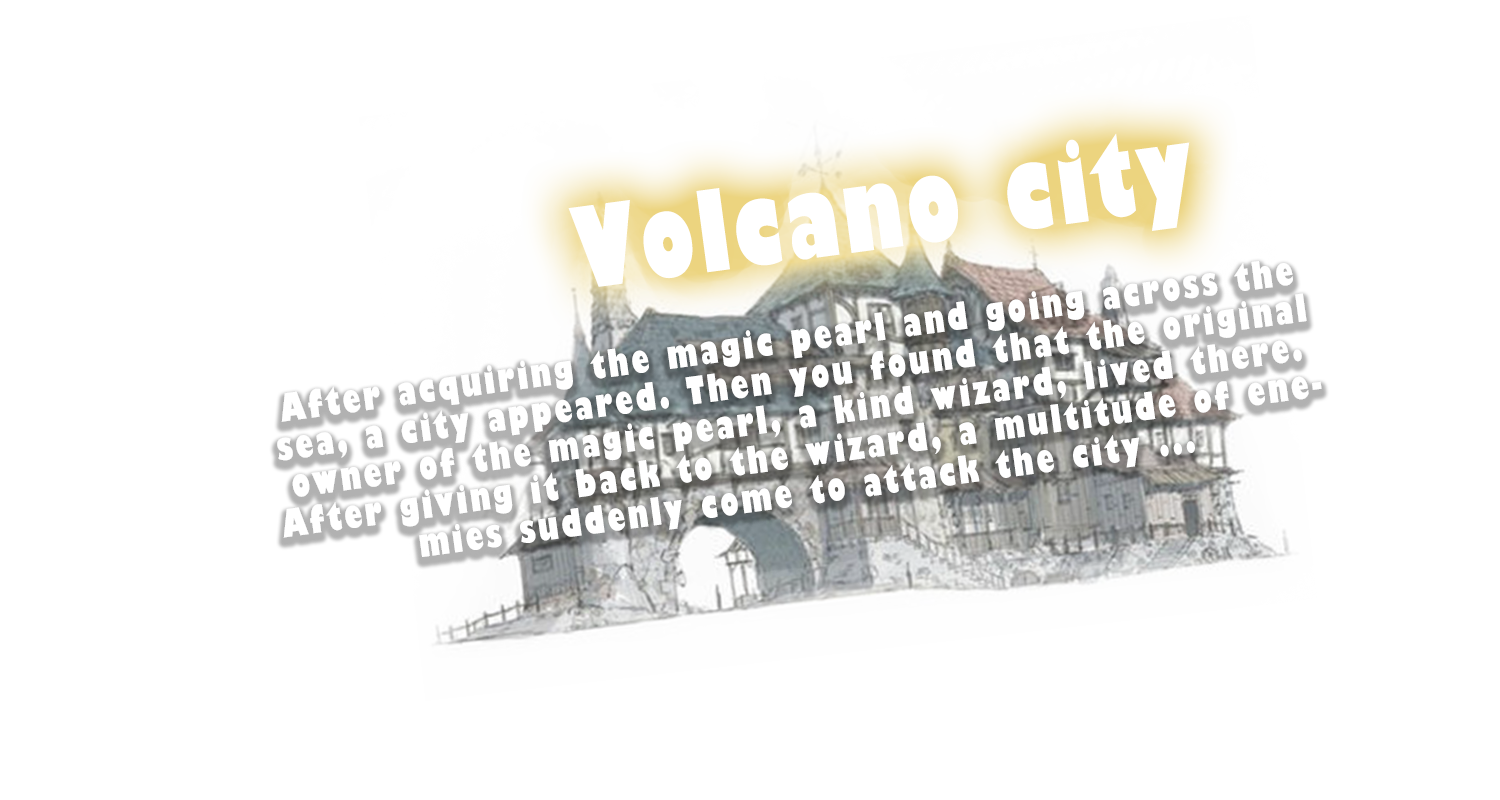 Volcano city
After acquiring the magic pearl and going across the
sea, a city appeared. Then you found that the original
owner of the magic pearl, a kind wizard, lived there.
After giving it back to the wizard, a multitude of ene-
mies suddenly come to attack the city ...